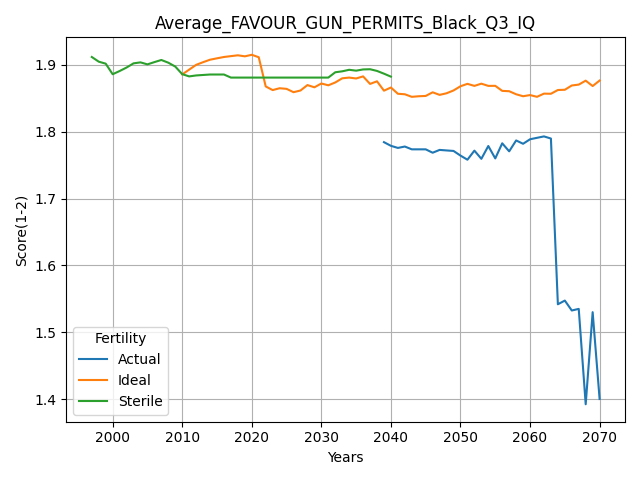 Average_FAVOUR_GUN_PERMITS_Black_Q3_IQ
Score(1-2)
1.9
1.8
1.7
1.6
1.5
1.4
Fertility
Actual
Ideal
Sterile
2000 2010 2020 2030 2040 2050 2060 2070
Years